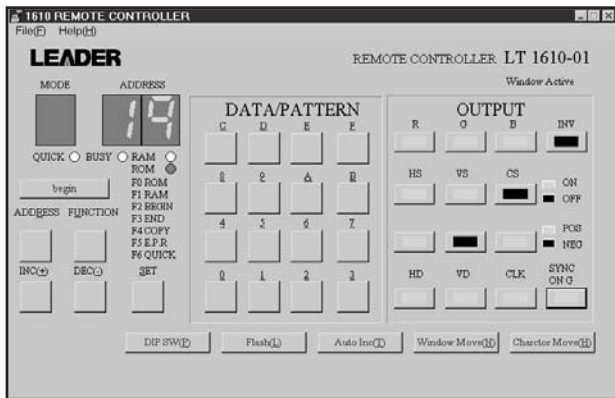 1610 REMOTE CONTROLLER
File(F) Help(H)
LEADER
REMOTE CONTROLLER LT 1610-01
Window Active
MODE ADDRESS
19
QUICK BUSY RAM
ROM
F0 ROM
F1 RAM
F2 BEGIN
F3 END
F4 COPY
F5 E.P.R
F6 QUICK
begin
ADDRESS FUNCTION
INC(+) DEC(-) SET
DATA/PATTERN
C D E F
8 9 A B
4 5 6 7
0 1 2 3
OUTPUT
R G B INV
HS VS CS
ON
OFF
POS
NEG
HD VD CLK SYNC
ON G
DIP SW(P) Flash(L) Auto Inc(T) Window Move(N) Charctor Move(H)